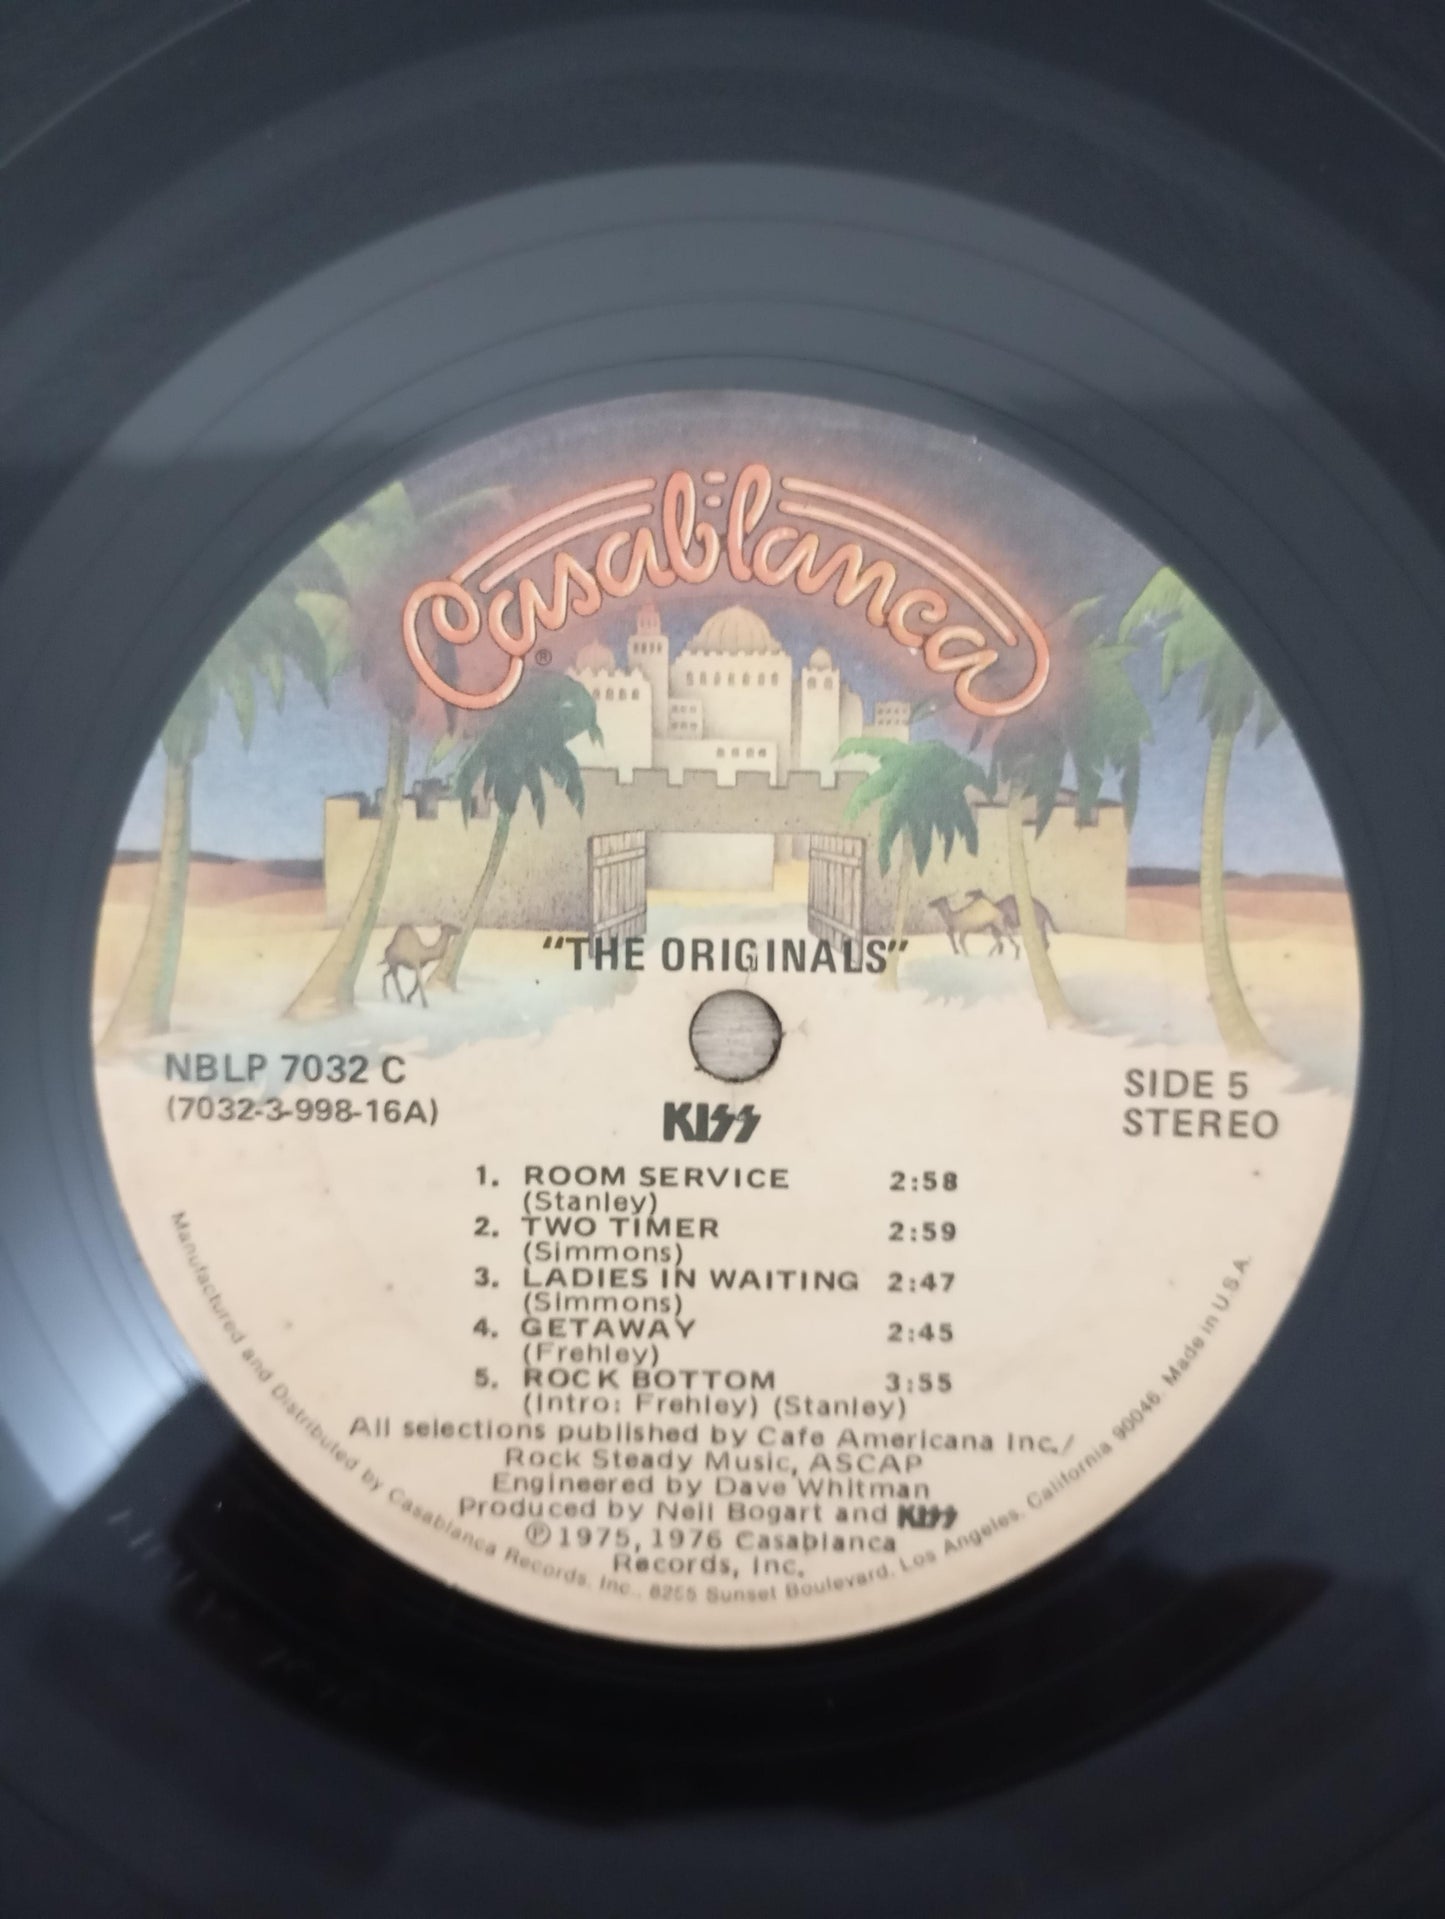 Casablanca
®
"THE ORIGINALS"
NBLP 7032 C
(7032-3-998-16A)
SIDE 5
STEREO
KISS
1. ROOM SERVICE 2:58
(Stanley)
2. TWO TIMER 2:59
(Simmons)
3. LADIES IN WAITING 2:47
(Simmons)
4. GETAWAY 2:45
(Frehley)
5. ROCK BOTTOM 3:55
(Intro: Frehley) (Stanley)
All selections published by Cafe Americana Inc./
Rock Steady Music, ASCAP
Engineered by Dave Whitman
Produced by Neil Bogart and KISS
℗ 1975, 1976 Casablanca
Records, Inc.
Manufactured and Distributed by Casablanca Records, Inc., 8255 Sunset Boulevard, Los Angeles, California 90046. Made in U.S.A.